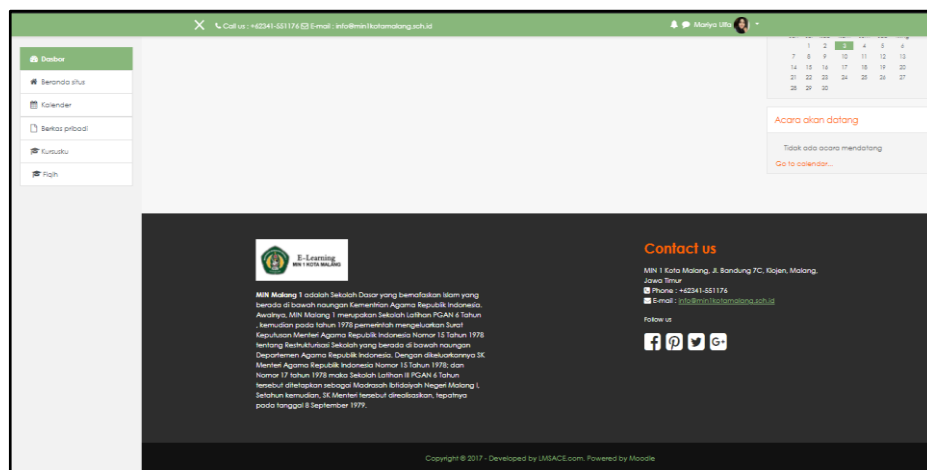 Call us : +62341-551176 E-mail : info@min1kotamalang.sch.id
Mariya Ulfa
Dasbor
Beranda situs
Kalender
Berkas pribadi
Kursusku
Fiqih
1 2 3 4 5 6
7 8 9 10 11 12 13
14 15 16 17 18 19 20
21 22 23 24 25 26 27
28 29 30
Acara akan datang
Tidak ada acara mendatang
Go to calendar...
E-Learning
MIN 1 KOTA MALANG
MIN Malang 1 adalah Sekolah Dasar yang bernafaskan Islam yang
berada di bawah naungan Kementrian Agama Republik Indonesia.
Awalnya, MIN Malang 1 merupakan Sekolah Latihan PGAN 6 Tahun
, kemudian pada tahun 1978 pemerintah mengeluarkan Surat
Keputusan Menteri Agama Republik Indonesia Nomor 15 Tahun 1978
tentang Restrukturisasi Sekolah yang berada di bawah naungan
Departemen Agama Republik Indonesia. Dengan dikeluarkannya SK
Menteri Agama Republik Indonesia Nomor 15 Tahun 1978; dan
Nomor 17 tahun 1978 maka Sekolah Latihan III PGAN 6 Tahun
tersebut ditetapkan sebagai Madrasah Ibtidaiyah Negeri Malang I.
Setahun kemudian, SK Menteri tersebut direalisasikan, tepatnya
pada tanggal 8 September 1979.
Contact us
MIN 1 Kota Malang, Jl. Bandung 7C, Klojen, Malang,
Jawa Timur
Phone : +62341-551176
E-mail : info@min1kotamalang.sch.id
Follow us
Copyright © 2017 - Developed by LMSACE.com. Powered by Moodle